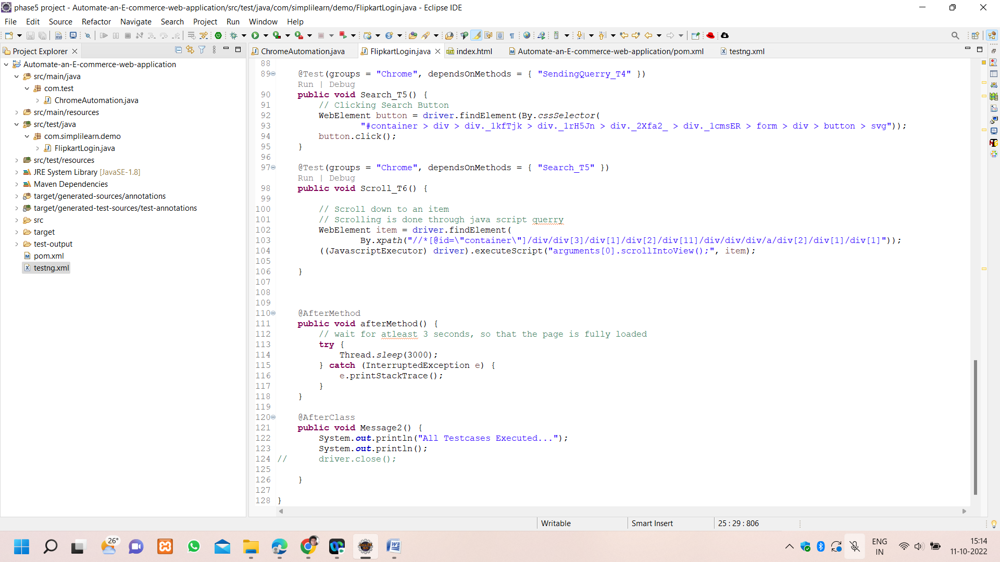 phase5 project - Automate-an-E-commerce-web-application/src/test/java/com/simplilearn/demo/FlipkartLogin.java - Eclipse IDE
File Edit Source Refactor Navigate Search Project Run Window Help
Project Explorer
ChromeAutomation.java FlipkartLogin.java index.html Automate-an-E-commerce-web-application/pom.xml testng.xml
Automate-an-E-commerce-web-application
src/main/java
com.test
ChromeAutomation.java
src/main/resources
src/test/java
com.simplilearn.demo
FlipkartLogin.java
src/test/resources
JRE System Library [JavaSE-1.8]
Maven Dependencies
target/generated-sources/annotations
target/generated-test-sources/test-annotations
src
target
test-output
pom.xml
testng.xml
88
89 @Test(groups = "Chrome", dependsOnMethods = { "SendingQuerry_T4" })
Run | Debug
90 public void Search_T5() {
91 // Clicking Search Button
92 WebElement button = driver.findElement(By.cssSelector(
93 "#container > div > div._1kfTjk > div._1rH5Jn > div._2Xfa2_ > div._1cmsER > form > div > button > svg"));
94 button.click();
95 }
96
97 @Test(groups = "Chrome", dependsOnMethods = { "Search_T5" })
Run | Debug
98 public void Scroll_T6() {
99
100 // Scroll down to an item
101 // Scrolling is done through java script querry
102 WebElement item = driver.findElement(
103 By.xpath("//*[@id=\"container\"]/div/div[3]/div[1]/div[2]/div[11]/div/div/div/a/div[2]/div[1]/div[1]"));
104 ((JavascriptExecutor) driver).executeScript("arguments[0].scrollIntoView();", item);
105
106 }
107
108
109
110 @AfterMethod
111 public void afterMethod() {
112 // wait for atleast 3 seconds, so that the page is fully loaded
113 try {
114 Thread.sleep(3000);
115 } catch (InterruptedException e) {
116 e.printStackTrace();
117 }
118 }
119
120 @AfterClass
121 public void Message2() {
122 System.out.println("All Testcases Executed...");
123 System.out.println();
124 // driver.close();
125
126 }
127
128 }
Writable Smart Insert 25 : 29 : 806
26°
ENG
IN
15:14
11-10-2022